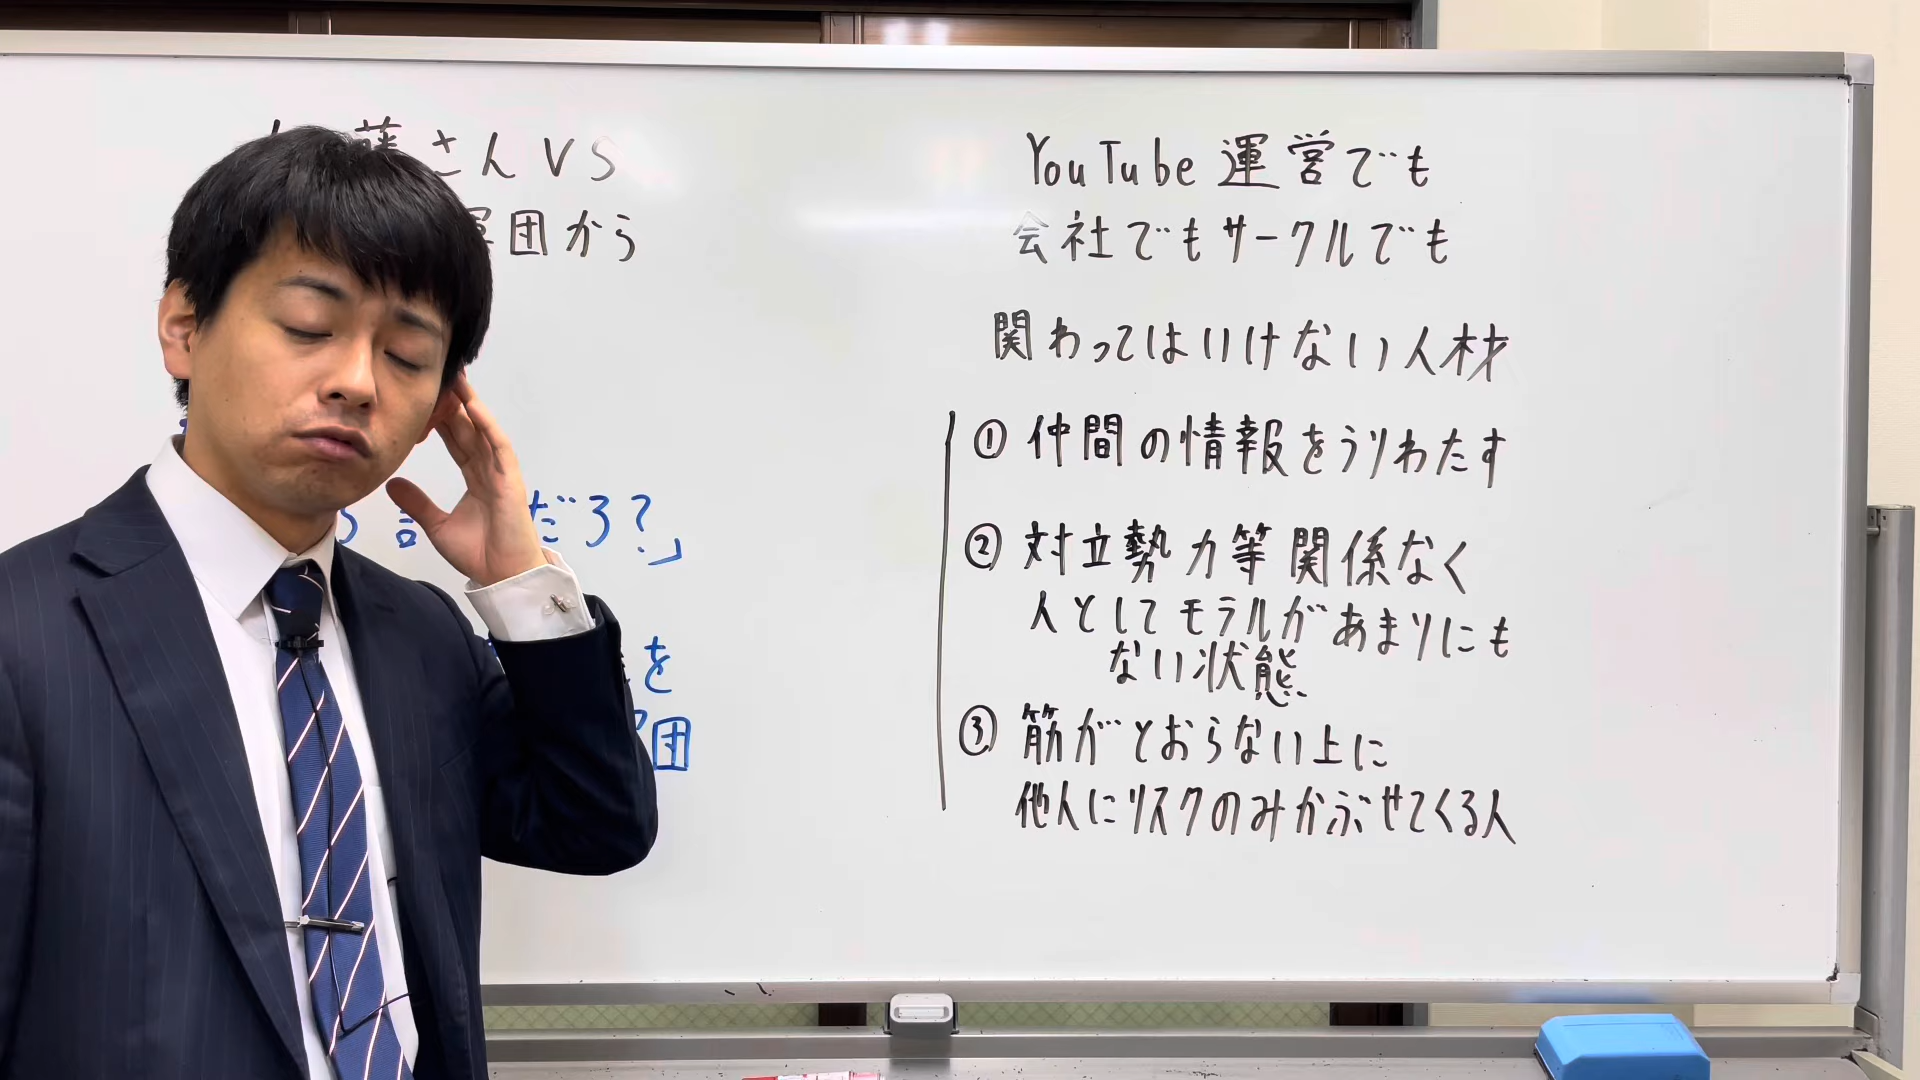 藤さんVS
軍団から
だろ?」
を
団
YouTube運営でも
会社でもサークルでも
関わってはいけない人材
① 仲間の情報をうりわたす
② 対立勢力等関係なく
人としてモラルがあまりにも
ない状態
③ 筋がとおらない上に
他人にリスクのみかぶせてくる人